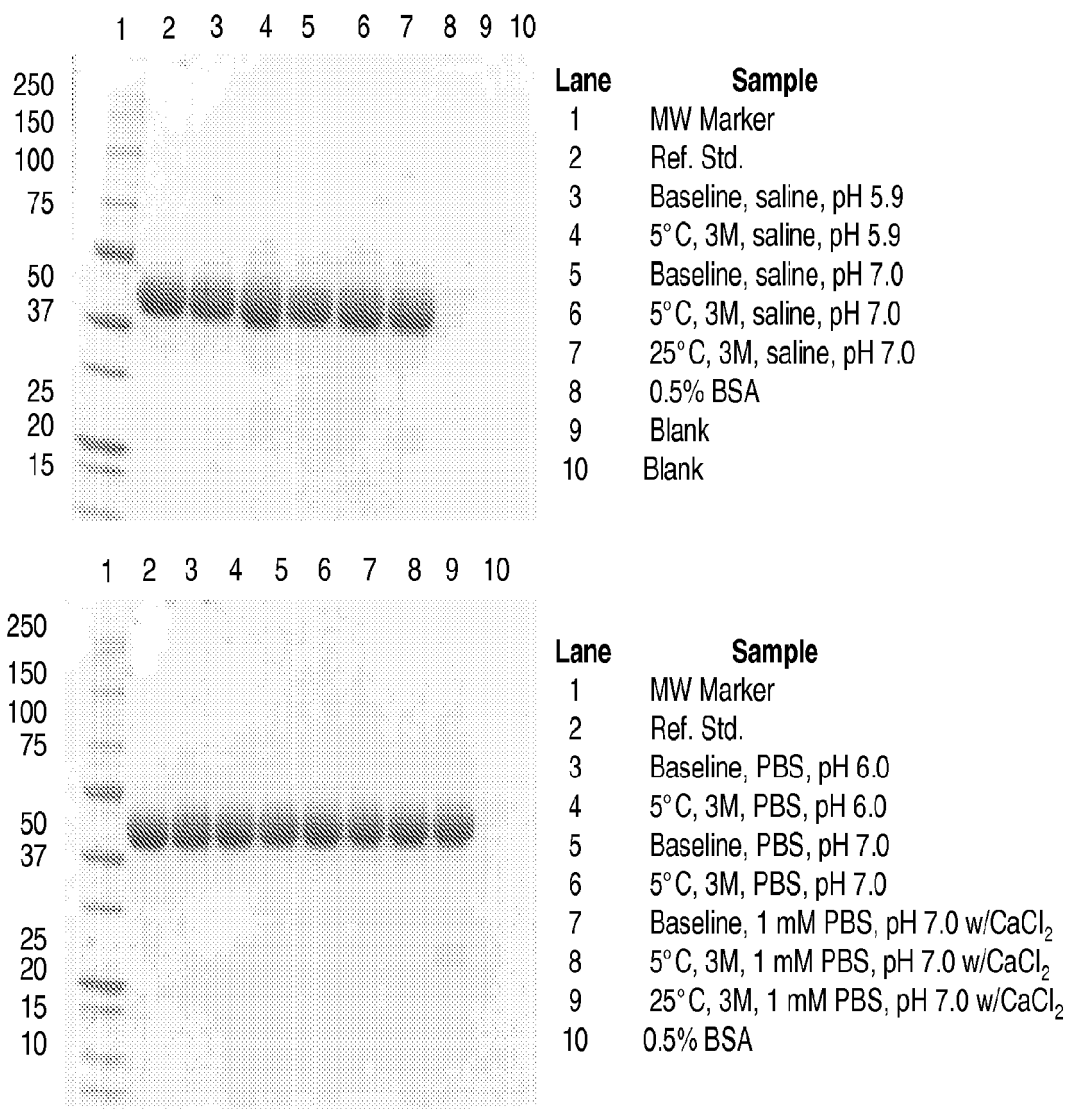 1 2 3 4 5 6 7 8 9 10
250
150
100
75
50
37
25
20
15
Lane Sample
1 MW Marker
2 Ref. Std.
3 Baseline, saline, pH 5.9
4 5°C, 3M, saline, pH 5.9
5 Baseline, saline, pH 7.0
6 5°C, 3M, saline, pH 7.0
7 25°C, 3M, saline, pH 7.0
8 0.5% BSA
9 Blank
10 Blank
1 2 3 4 5 6 7 8 9 10
250
150
100
75
50
37
25
20
15
10
Lane Sample
1 MW Marker
2 Ref. Std.
3 Baseline, PBS, pH 6.0
4 5°C, 3M, PBS, pH 6.0
5 Baseline, PBS, pH 7.0
6 5°C, 3M, PBS, pH 7.0
7 Baseline, 1 mM PBS, pH 7.0 w/CaCl₂
8 5°C, 3M, 1 mM PBS, pH 7.0 w/CaCl₂
9 25°C, 3M, 1 mM PBS, pH 7.0 w/CaCl₂
10 0.5% BSA